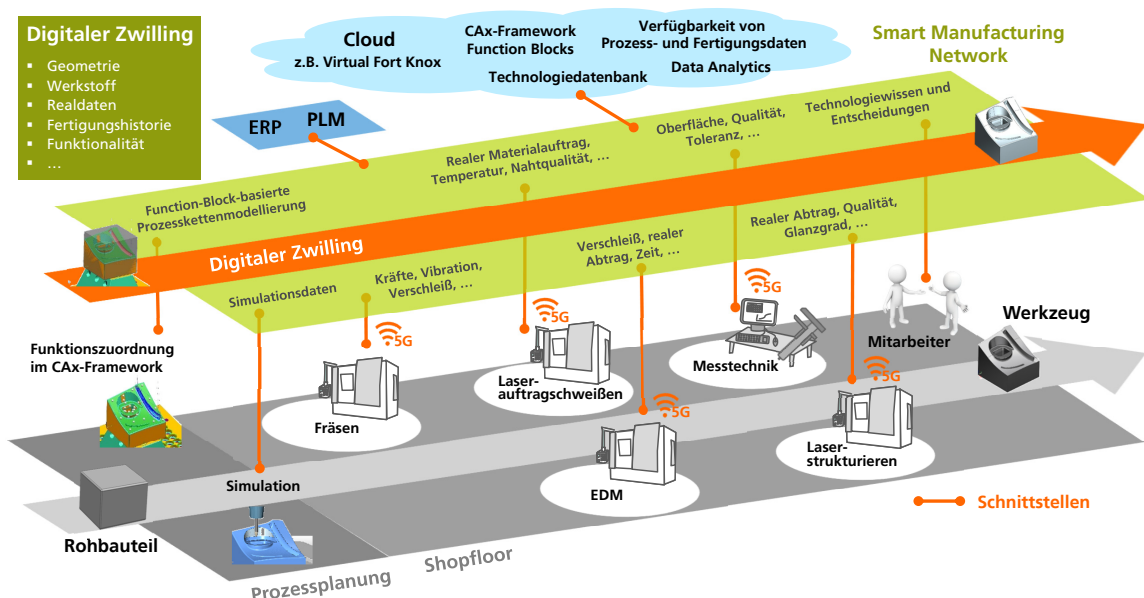 Digitaler Zwilling
▪ Geometrie
▪ Werkstoff
▪ Realdaten
▪ Fertigungshistorie
▪ Funktionalität
▪ …
Cloud
z.B. Virtual Fort Knox
CAx-Framework
Function Blocks
Verfügbarkeit von
Prozess- und Fertigungsdaten
Technologiedatenbank
Data Analytics
Smart Manufacturing
Network
ERP
PLM
Function-Block-basierte
Prozesskettenmodellierung
Realer Materialauftrag,
Temperatur, Nahtqualität, …
Oberfläche, Qualität,
Toleranz, …
Technologiewissen und
Entscheidungen
Digitaler Zwilling
Simulationsdaten
Kräfte, Vibration,
Verschleiß, …
Verschleiß, realer
Abtrag, Zeit, …
Realer Abtrag, Qualität,
Glanzgrad, …
5G
5G
5G
5G
5G
Funktionszuordnung
im CAx-Framework
Fräsen
Laser-
auftragschweißen
Messtechnik
Mitarbeiter
Werkzeug
Simulation
EDM
Laser-
strukturieren
Rohbauteil
Schnittstellen
Prozessplanung
Shopfloor